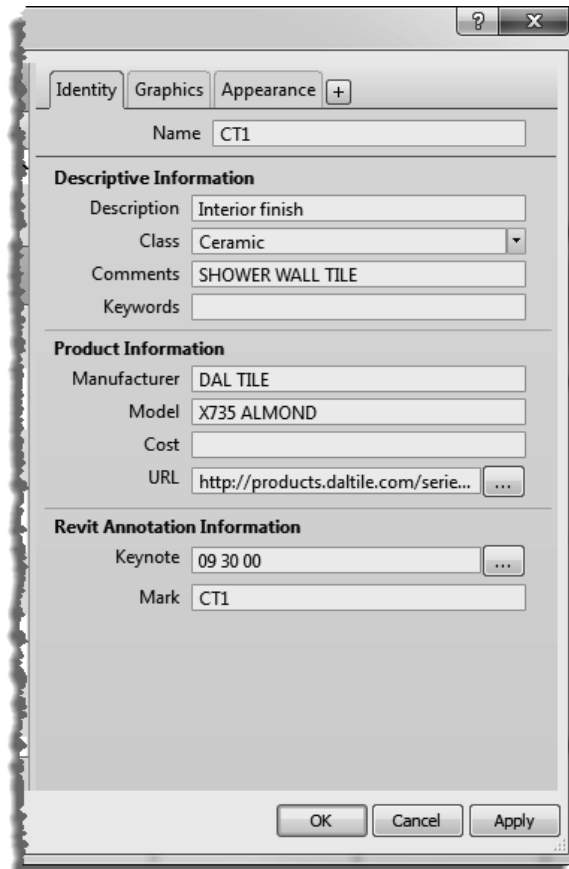 ?
X
Identity Graphics Appearance +
Name CT1
Descriptive Information
Description Interior finish
Class Ceramic
Comments SHOWER WALL TILE
Keywords
Product Information
Manufacturer DAL TILE
Model X735 ALMOND
Cost
URL http://products.daltile.com/serie... ...
Revit Annotation Information
Keynote 09 30 00 ...
Mark CT1
OK Cancel Apply